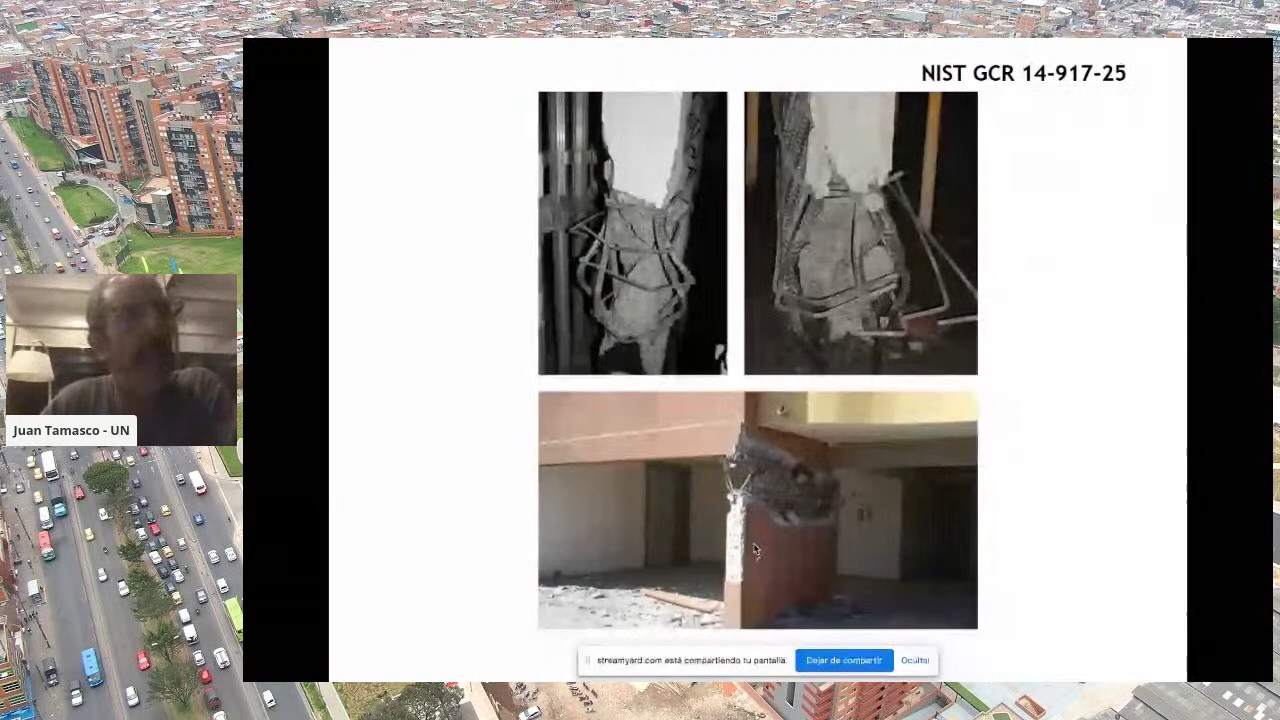 NIST GCR 14-917-25
Juan Tamasco - UN
streamyard.com está compartiendo tu pantalla.
Dejar de compartir
Ocultar